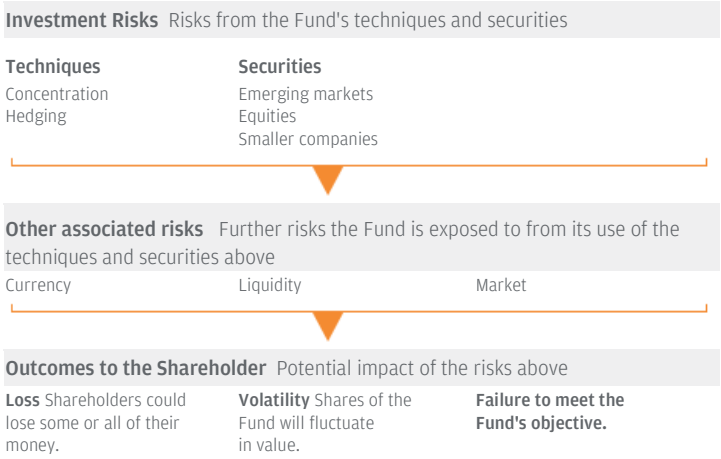 Investment Risks Risks from the Fund's techniques and securities
Techniques
Concentration
Hedging
Securities
Emerging markets
Equities
Smaller companies
Other associated risks Further risks the Fund is exposed to from its use of the
techniques and securities above
Currency
Liquidity
Market
Outcomes to the Shareholder Potential impact of the risks above
Loss Shareholders could
lose some or all of their
money.
Volatility Shares of the
Fund will fluctuate
in value.
Failure to meet the
Fund's objective.